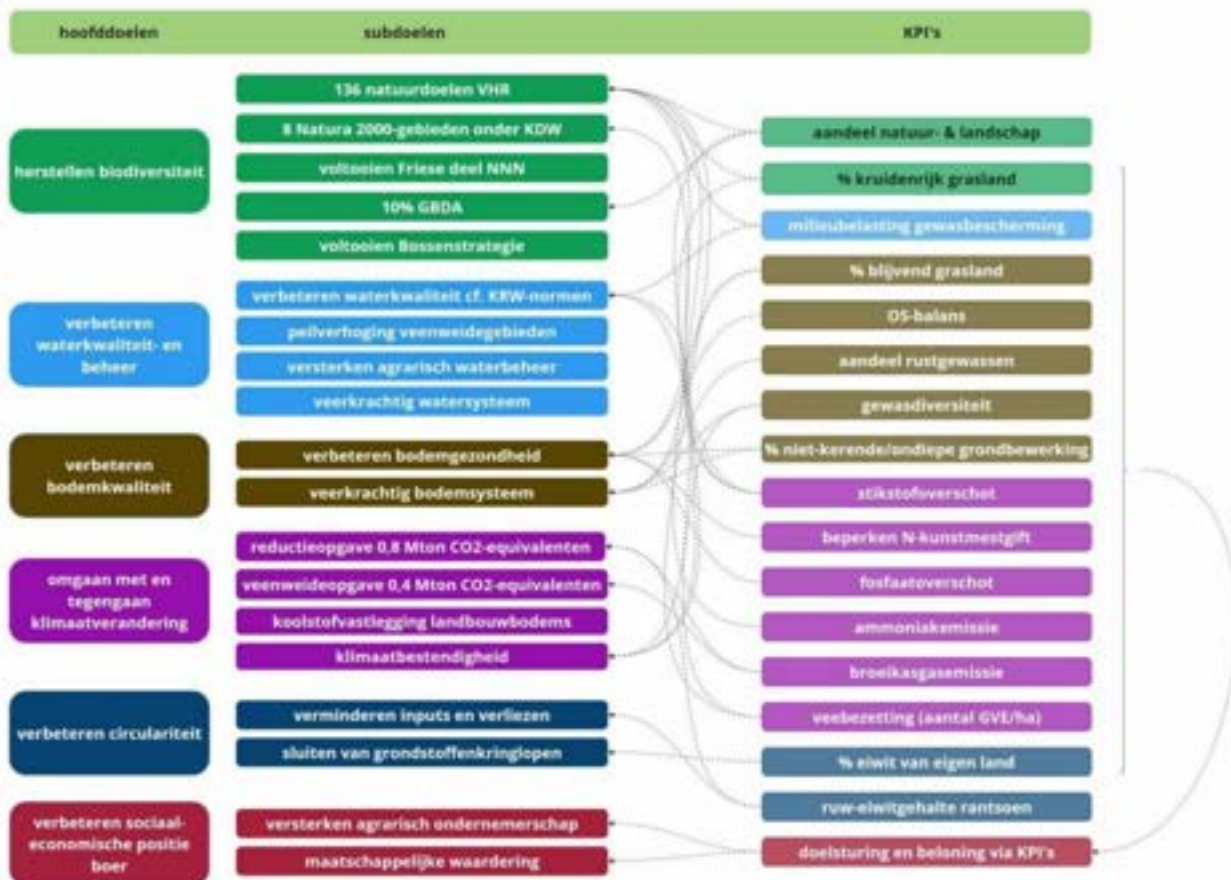 hoofddoelen
subdoelen
KPI's
herstellen biodiversiteit
136 natuurdoelen VHR
8 Natura 2000-gebieden onder KDW
voltooien Friese deel NNN
10% GBDA
voltooien Bossenstrategie
verbeteren
waterkwaliteit- en
beheer
verbeteren waterkwaliteit cf. KRW-normen
peilverhoging veenweidegebieden
versterken agrarisch waterbeheer
veerkrachtig watersysteem
verbeteren
bodemkwaliteit
verbeteren bodemgezondheid
veerkrachtig bodemsysteem
omgaan met en
tegengaan
klimaatverandering
reductieopgave 0,8 Mton CO2-equivalenten
veenweideopgave 0,4 Mton CO2-equivalenten
koolstofvastlegging landbouwbodems
klimaatbestendigheid
verbeteren circulariteit
verminderen inputs en verliezen
sluiten van grondstoffenkringlopen
verbeteren sociaal-
economische positie
boer
versterken agrarisch ondernemerschap
maatschappelijke waardering
aandeel natuur- & landschap
% kruidenrijk grasland
milieubelasting gewasbescherming
% blijvend grasland
OS-balans
aandeel rustgewassen
gewasdiversiteit
% niet-kerende/ondiepe grondbewerking
stikstofoverschot
beperken N-kunstmestgift
fosfaatoverschot
ammoniakemissie
broeikasgasemissie
veebezetting (aantal GVE/ha)
% eiwit van eigen land
ruw-eiwitgehalte rantsoen
doelsturing en beloning via KPI's